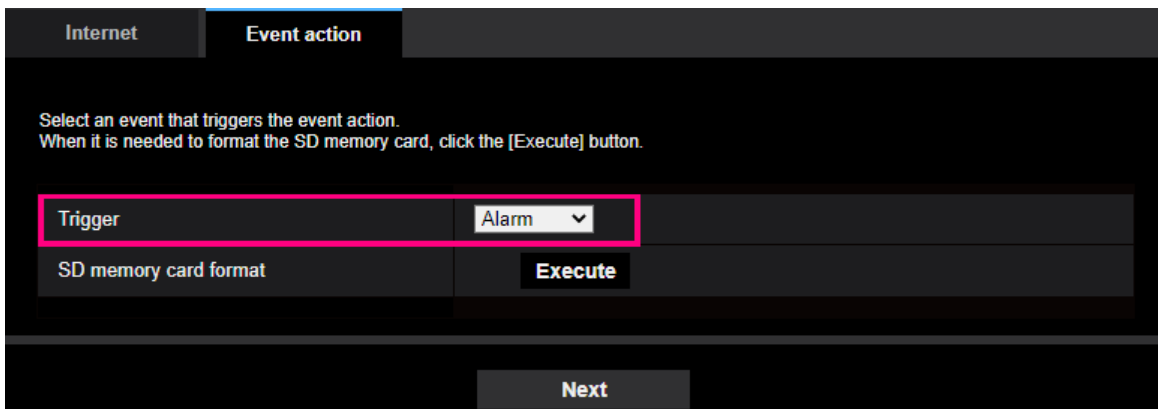 Internet Event action
Select an event that triggers the event action.
When it is needed to format the SD memory card, click the [Execute] button.
Trigger Alarm
SD memory card format Execute
Next